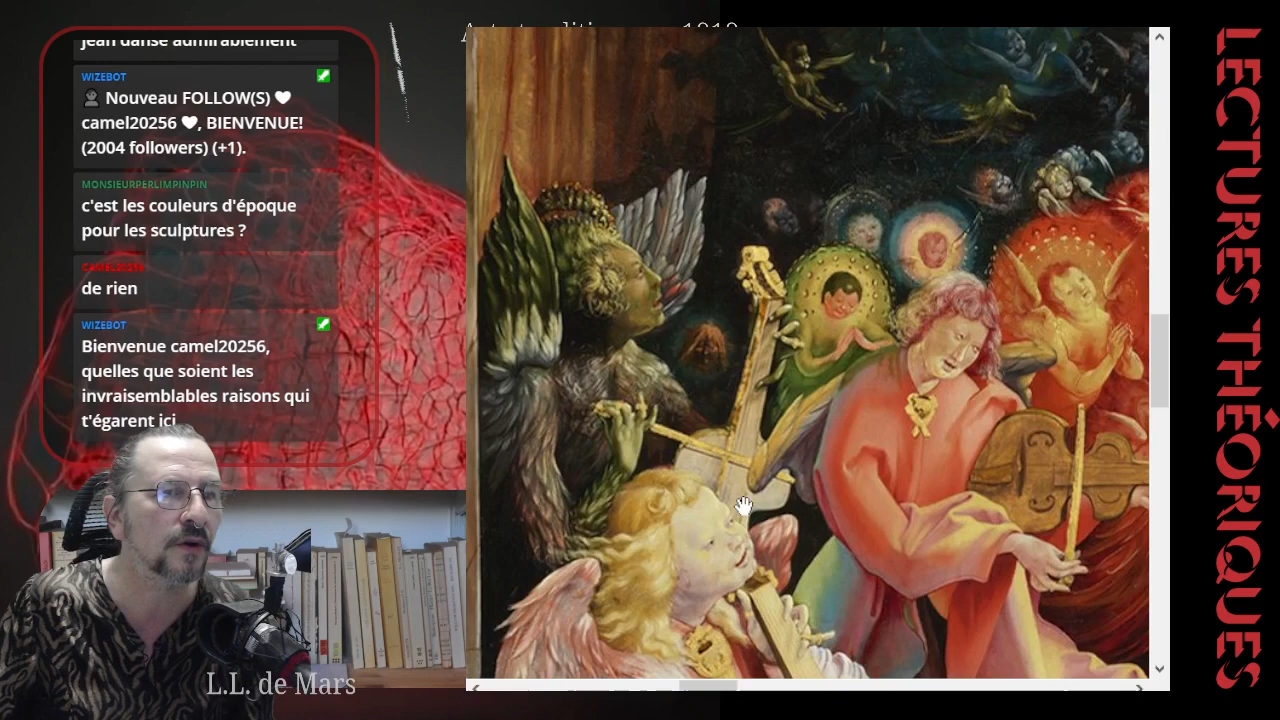 jean danse admirablement
WIZEBOT
Nouveau FOLLOW(S)
camel20256 , BIENVENUE!
(2004 followers) (+1).
MONSIEURPERLIMPINPIN
c'est les couleurs d'époque
pour les sculptures ?
CAMEL20256
de rien
WIZEBOT
Bienvenue camel20256,
quelles que soient les
invraisemblables raisons qui
t'égarent ici
L.L. de Mars
LECTURES THÉORIQUES